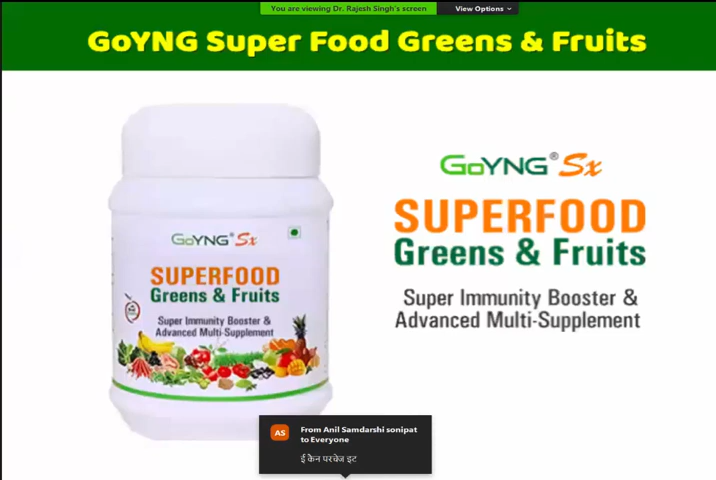 You are viewing Dr. Rajesh Singh's screen
View Options
GoYNG Super Food Greens & Fruits
GoYNG® Sx
SUPERFOOD
Greens & Fruits
Super Immunity Booster &
Advanced Multi-Supplement
GoYNG® Sx
SUPERFOOD
Greens & Fruits
Super Immunity Booster &
Advanced Multi-Supplement
AS
From Anil Samdarshi sonipat
to Everyone
ई कैन परचेज इट